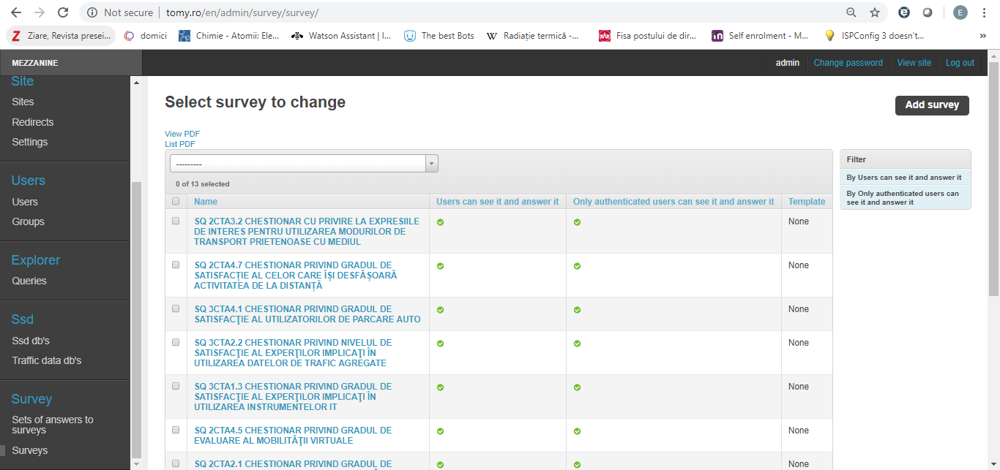 Not secure | tomy.ro/en/admin/survey/survey/
E
Ziare, Revista presei...
domici
Chimie - Atomii: Ele...
Watson Assistant | I...
The best Bots
Radiație termică -...
Fisa postului de dir...
Self enrolment - M...
ISPConfig 3 doesn't...
»
MEZZANINE
admin
Change password
View site
Log out
Site
Sites
Redirects
Settings
Users
Users
Groups
Explorer
Queries
Ssd
Ssd db's
Traffic data db's
Survey
Sets of answers to
surveys
Surveys
Select survey to change
Add survey
View PDF
List PDF
---------
0 of 13 selected
Name Users can see it and answer it Only authenticated users can see it and answer it Template
SQ 2CTA3.2 CHESTIONAR CU PRIVIRE LA EXPRESIILE
DE INTERES PENTRU UTILIZAREA MODURILOR DE
TRANSPORT PRIETENOASE CU MEDIUL
None
SQ 2CTA4.7 CHESTIONAR PRIVIND GRADUL DE
SATISFACȚIE AL CELOR CARE ÎȘI DESFĂȘOARĂ
ACTIVITATEA DE LA DISTANȚĂ
None
SQ 3CTA4.1 CHESTIONAR PRIVIND GRADUL DE
SATISFACŢIE AL UTILIZATORILOR DE PARCARE AUTO
None
SQ 3CTA2.2 CHESTIONAR PRIVIND NIVELUL DE
SATISFACŢIE AL EXPERŢILOR IMPLICAŢI ÎN
UTILIZAREA DATELOR DE TRAFIC AGREGATE
None
SQ 3CTA1.3 CHESTIONAR PRIVIND GRADUL DE
SATISFACŢIE AL EXPERŢILOR IMPLICAŢI ÎN
UTILIZAREA INSTRUMENTELOR IT
None
SQ 2CTA4.5 CHESTIONAR PRIVIND GRADUL DE
EVALUARE AL MOBILITĂŢII VIRTUALE
None
SQ 2CTA2.1 CHESTIONAR PRIVIND GRADUL DE
None
Filter
By Users can see it and answer it
By Only authenticated users can
see it and answer it